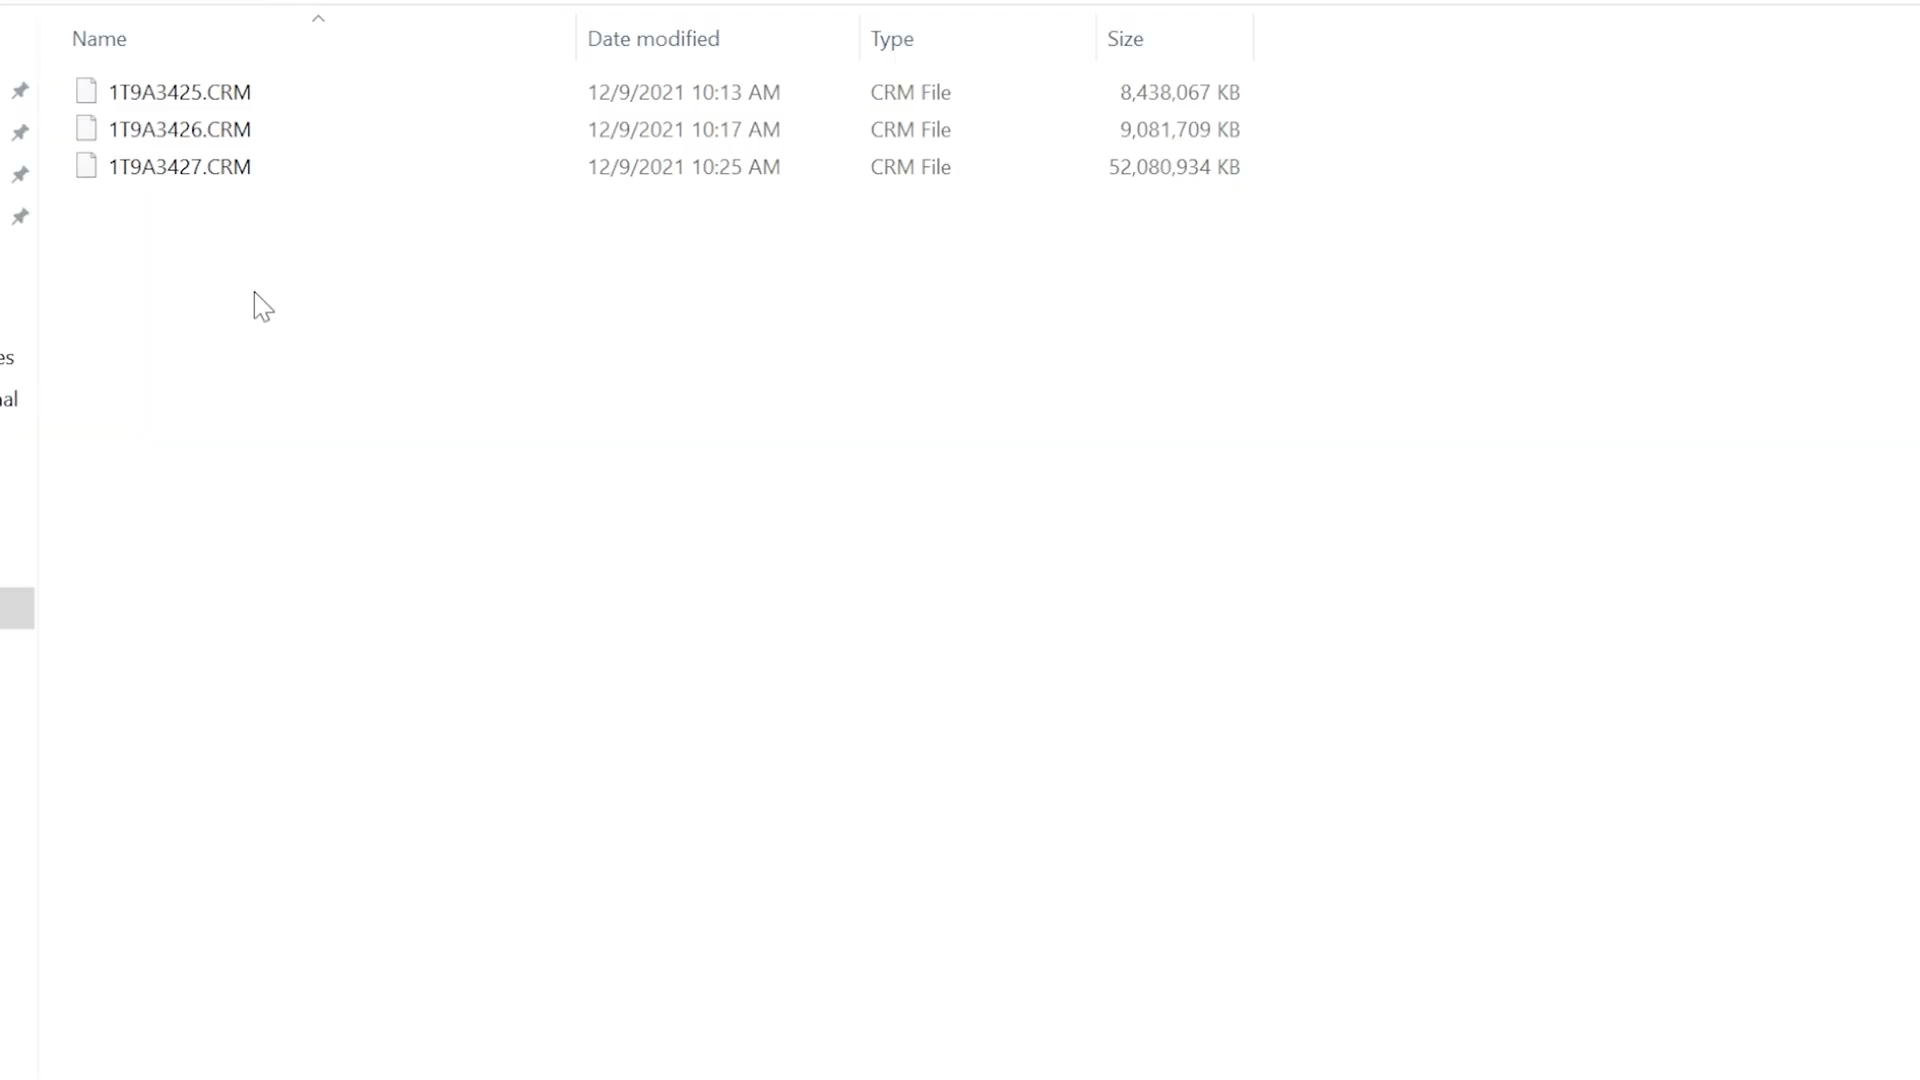 Name Date modified Type Size
1T9A3425.CRM 12/9/2021 10:13 AM CRM File 8,438,067 KB
1T9A3426.CRM 12/9/2021 10:17 AM CRM File 9,081,709 KB
1T9A3427.CRM 12/9/2021 10:25 AM CRM File 52,080,934 KB
es
al